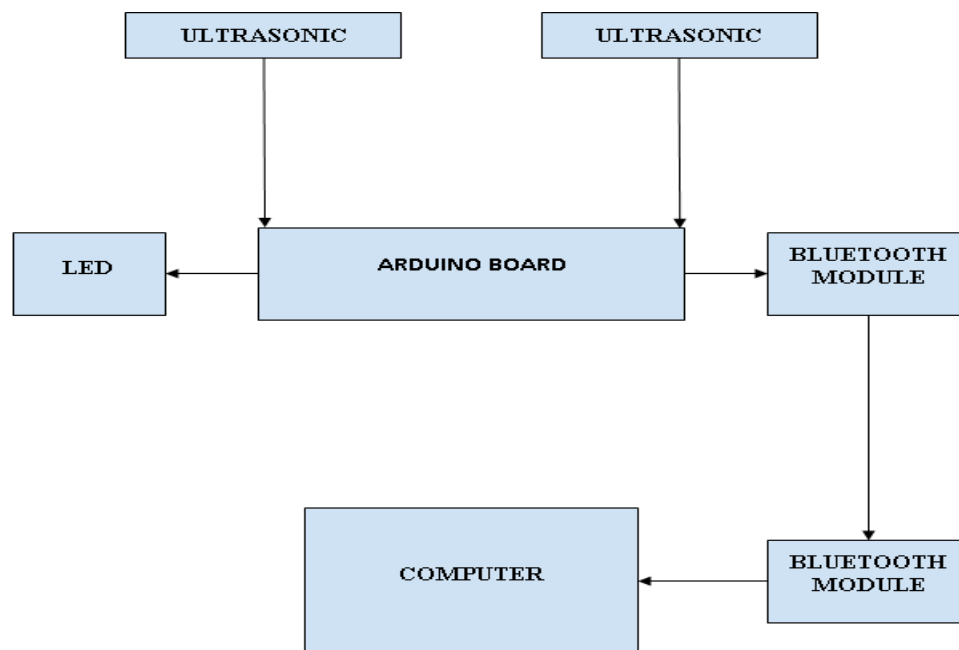 ULTRASONIC
ULTRASONIC
LED
ARDUINO BOARD
BLUETOOTH
MODULE
COMPUTER
BLUETOOTH
MODULE